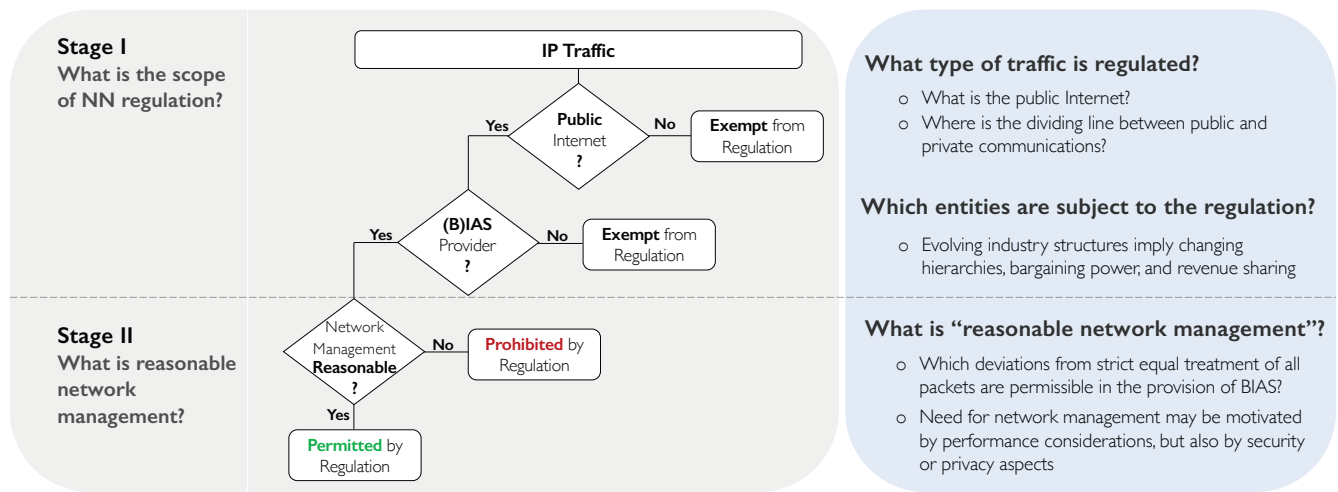 Stage I
What is the scope
of NN regulation?
IP Traffic
Public
Internet
?
Yes
No
Exempt from
Regulation
(B)IAS
Provider
?
Yes
No
Exempt from
Regulation
Stage II
What is reasonable
network
management?
Network
Management
Reasonable
?
No
Prohibited by
Regulation
Yes
Permitted by
Regulation
What type of traffic is regulated?
o What is the public Internet?
o Where is the dividing line between public and
private communications?
Which entities are subject to the regulation?
o Evolving industry structures imply changing
hierarchies, bargaining power, and revenue sharing
What is “reasonable network management”?
o Which deviations from strict equal treatment of all
packets are permissible in the provision of BIAS?
o Need for network management may be motivated
by performance considerations, but also by security
or privacy aspects